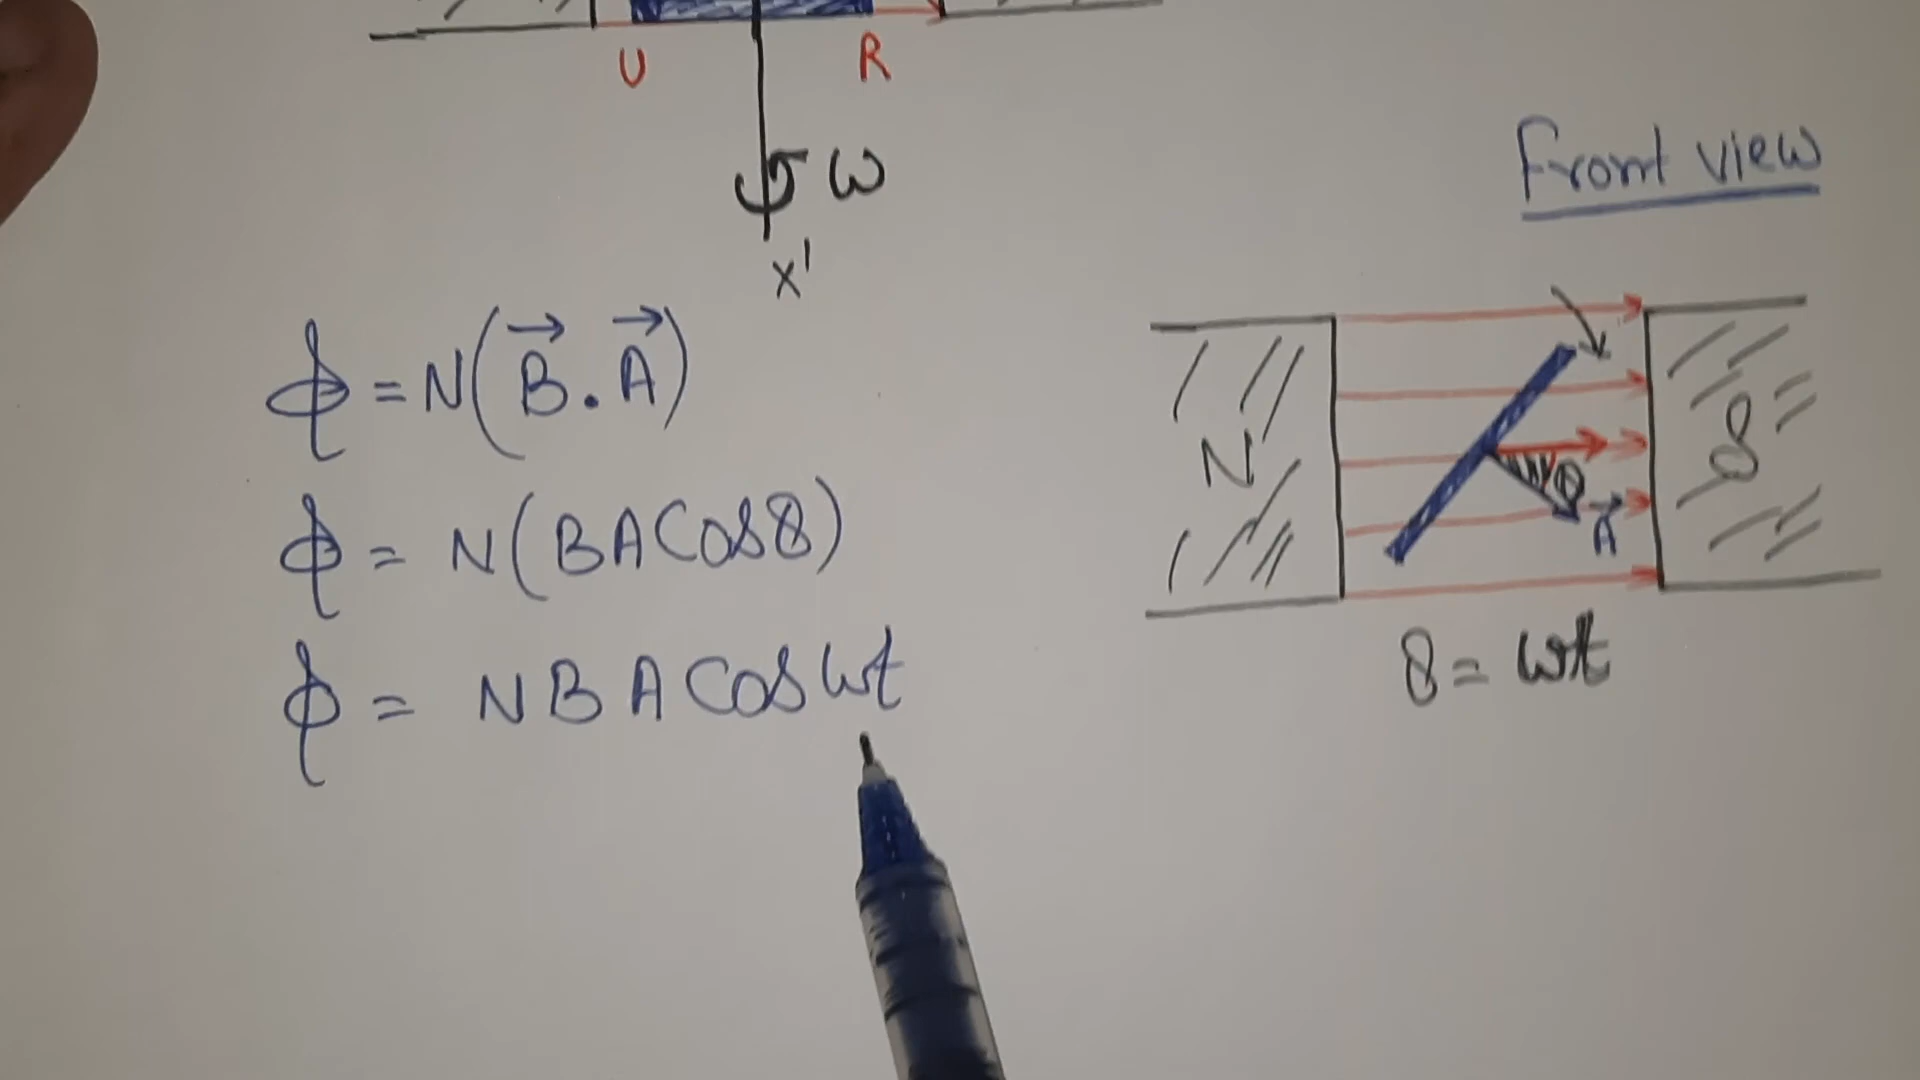 U R
ω
X'
Front view
ϕ = N(B⃗.A⃗)
N S
θ
A⃗
ϕ = N(BACosθ)
θ = ωt
ϕ = NBACosωt